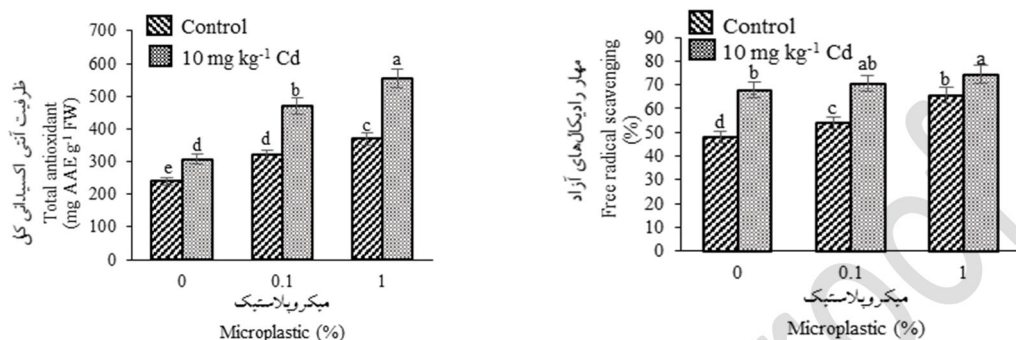 Control
10 mg kg⁻¹ Cd
700
600
500
400
300
200
100
0
ظرفیت آنتی اکسیدانی کل
Total antioxidant
(mg AAE g⁻¹ FW)
e
d
d
b
c
a
0
0.1
1
میکروپلاستیک
Microplastic (%)
Control
10 mg kg⁻¹ Cd
90
80
70
60
50
40
30
20
10
0
مهار رادیکال‌های آزاد
Free radical scavenging
(%)
d
b
c
ab
b
a
0
0.1
1
میکروپلاستیک
Microplastic (%)